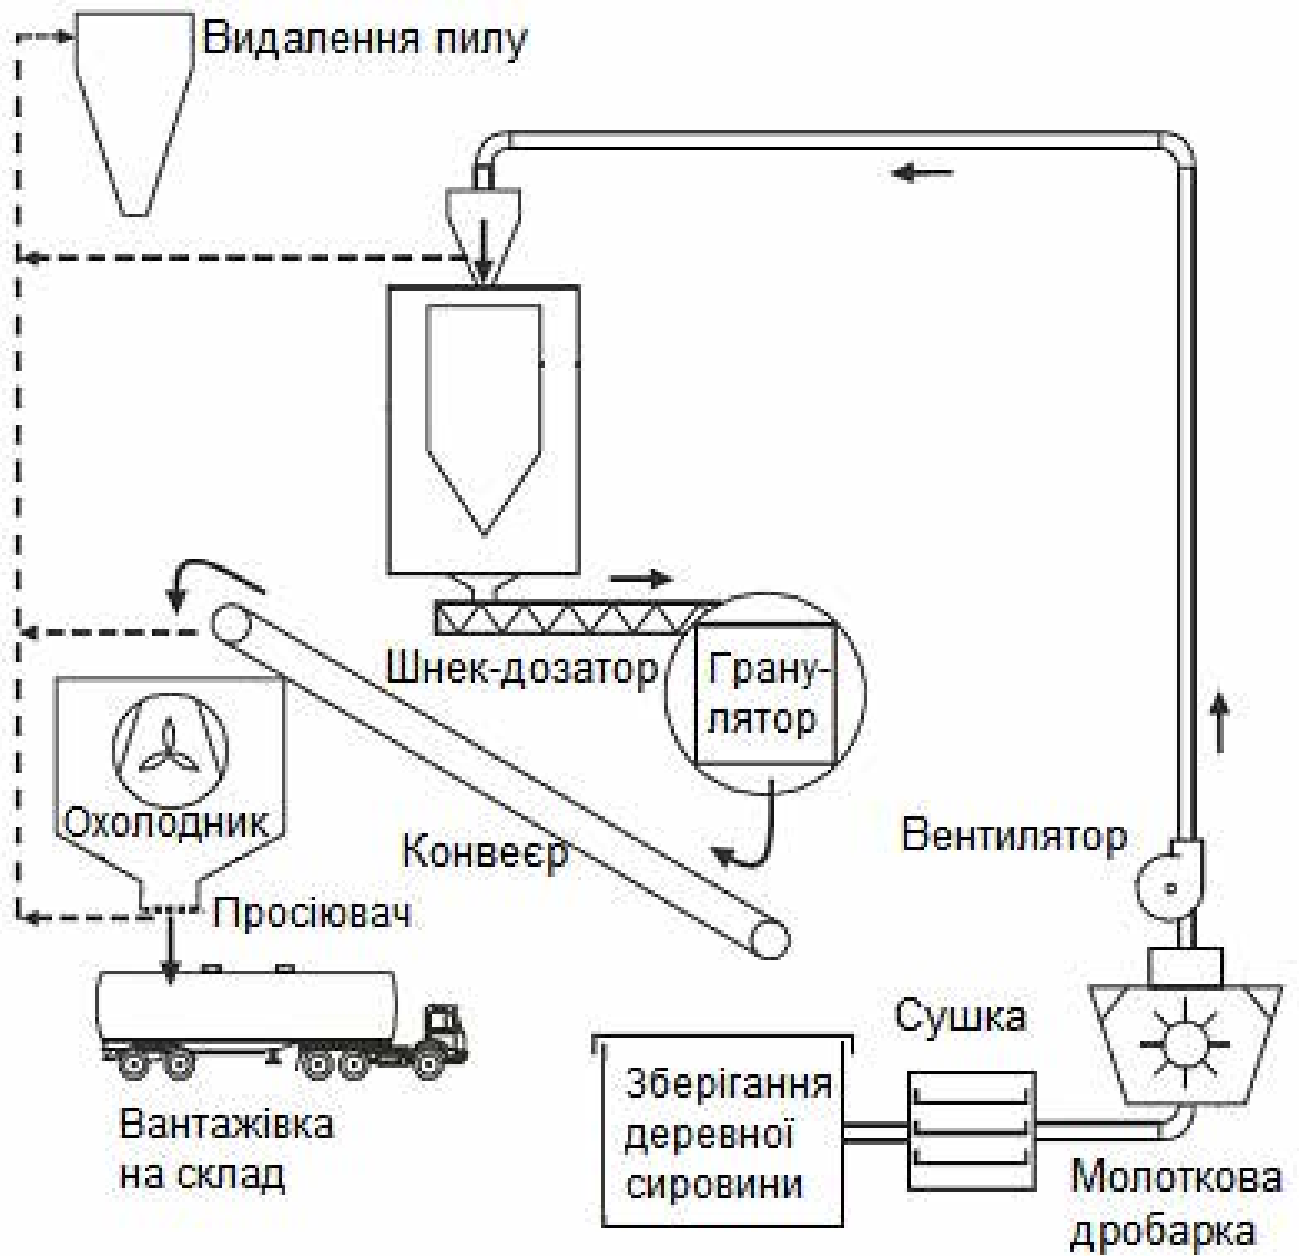 Видалення пилу
Шнек-дозатор
Грану-
лятор
Охолодник
Конвеєр
Вентилятор
Просіювач
Сушка
Зберігання
деревної
сировини
Вантажівка
на склад
Молоткова
дробарка